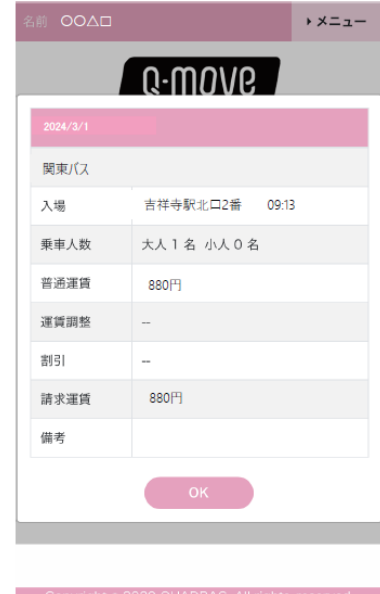 名前 〇〇△□
メニュー
Q-move
2024/3/1
関東バス
入場 吉祥寺駅北口2番 09:13
乗車人数 大人 1 名 小人 0 名
普通運賃 880円
運賃調整 --
割引 --
請求運賃 880円
備考
OK